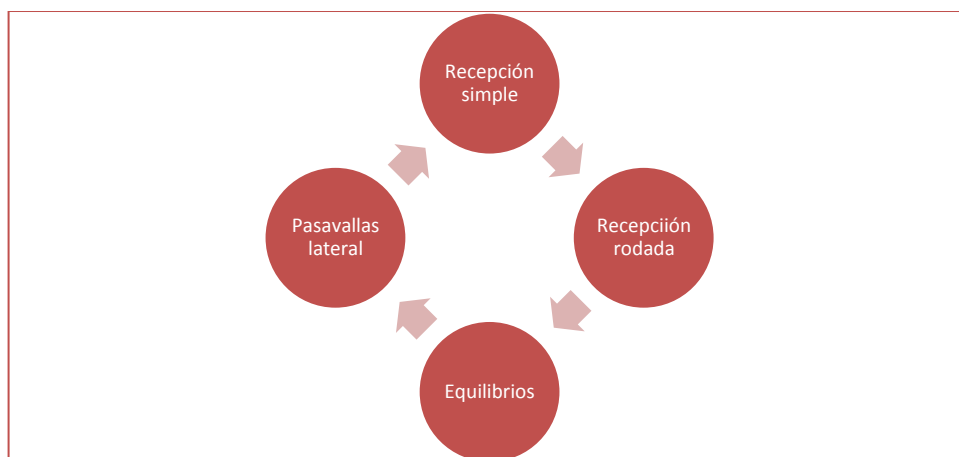 Recepción
simple
Recepciión
rodada
Equilibrios
Pasavallas
lateral